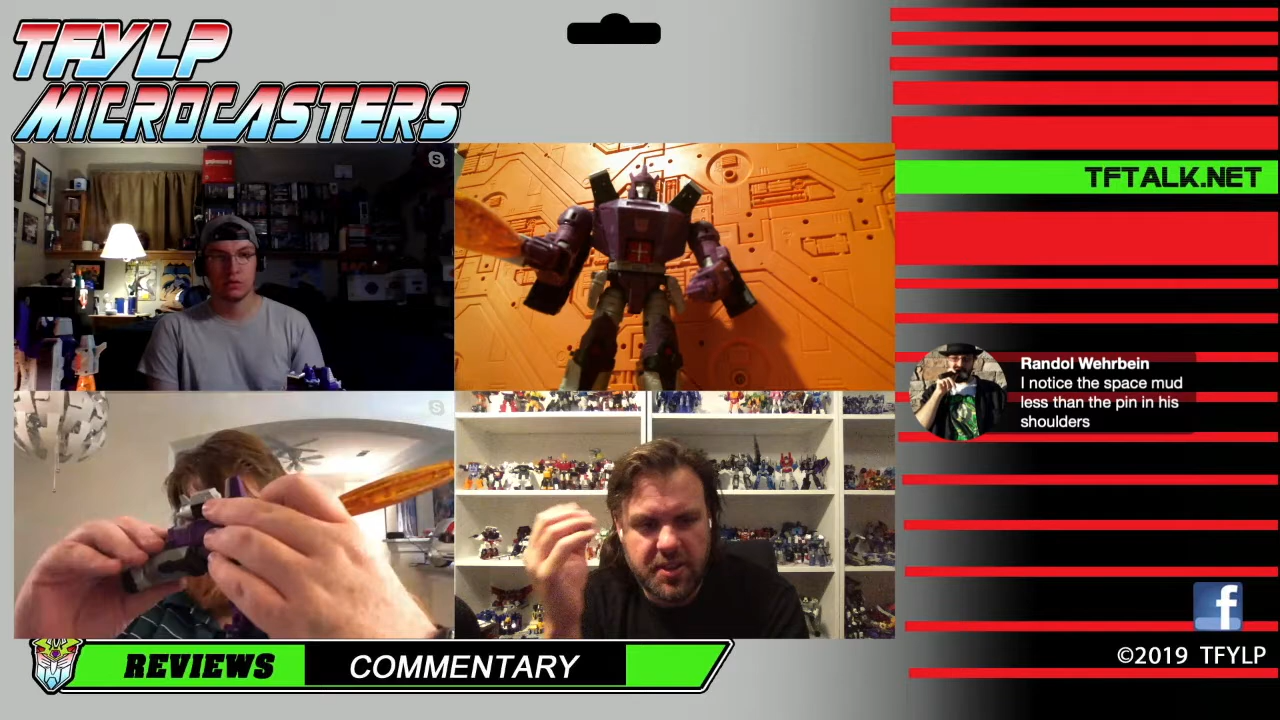 TFYLP
MICROCASTERS
TFTALK.NET
Randol Wehrbein
I notice the space mud
less than the pin in his
shoulders
REVIEWS
COMMENTARY
©2019 TFYLP